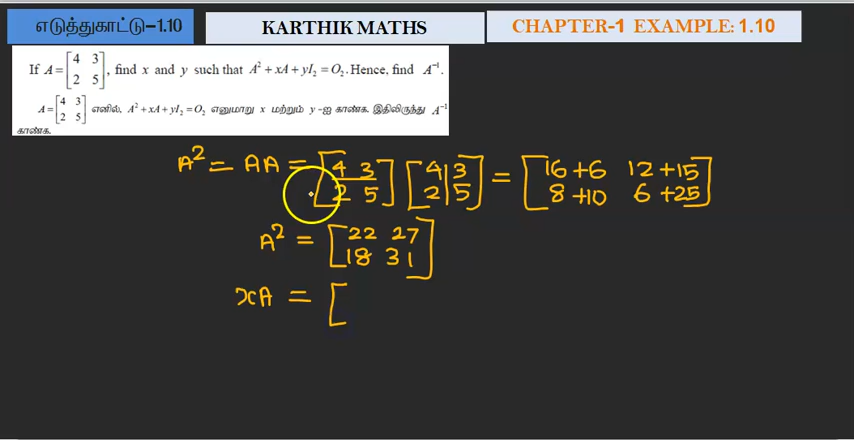 எடுத்துகாட்டு–1.10
KARTHIK MATHS
CHAPTER-1 EXAMPLE: 1.10
If A = [4 3; 2 5], find x and y such that A² + xA + yI₂ = O₂. Hence, find A⁻¹.
A = [4 3; 2 5] எனில், A² + xA + yI₂ = O₂ எனுமாறு x மற்றும் y -ஐ காண்க. இதிலிருந்து A⁻¹
காண்க.
A² = AA = [4 3; 2 5] [4 3; 2 5] = [16+6 12+15; 8+10 6+25]
A² = [22 27; 18 31]
xA = [